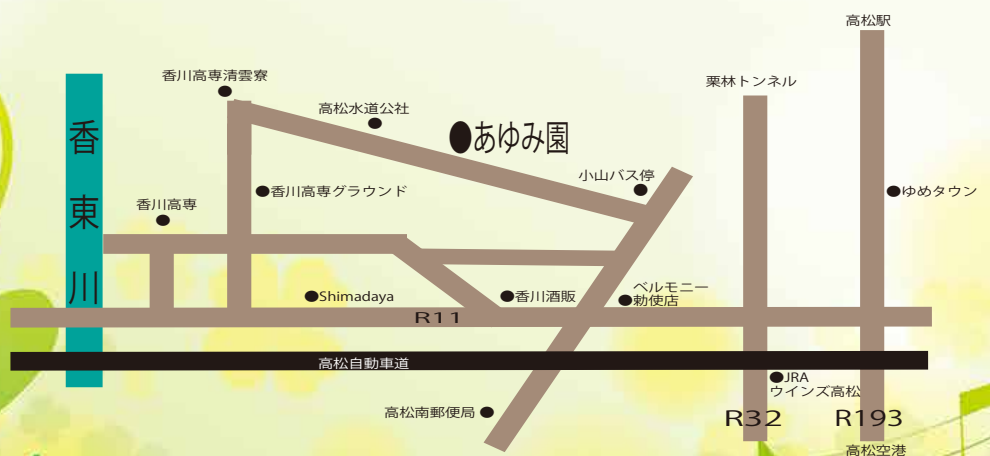 高松駅
香川高専清雲寮
栗林トンネル
高松水道公社
あゆみ園
香東川
小山バス停
香川高専グラウンド
ゆめタウン
香川高専
ベルモニー
勅使店
Shimadaya
香川酒販
R11
高松自動車道
JRA
ウインズ高松
高松南郵便局
R32
R193
高松空港